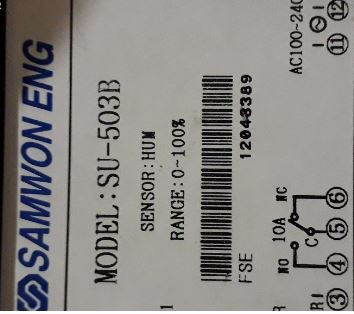 SAMWON ENG
MODEL:SU-503B
SENSOR:HUM
RANGE:0~100%
FSE 12048389
AC100~240
11 12
NO 10A NC
C
3 4 5 6